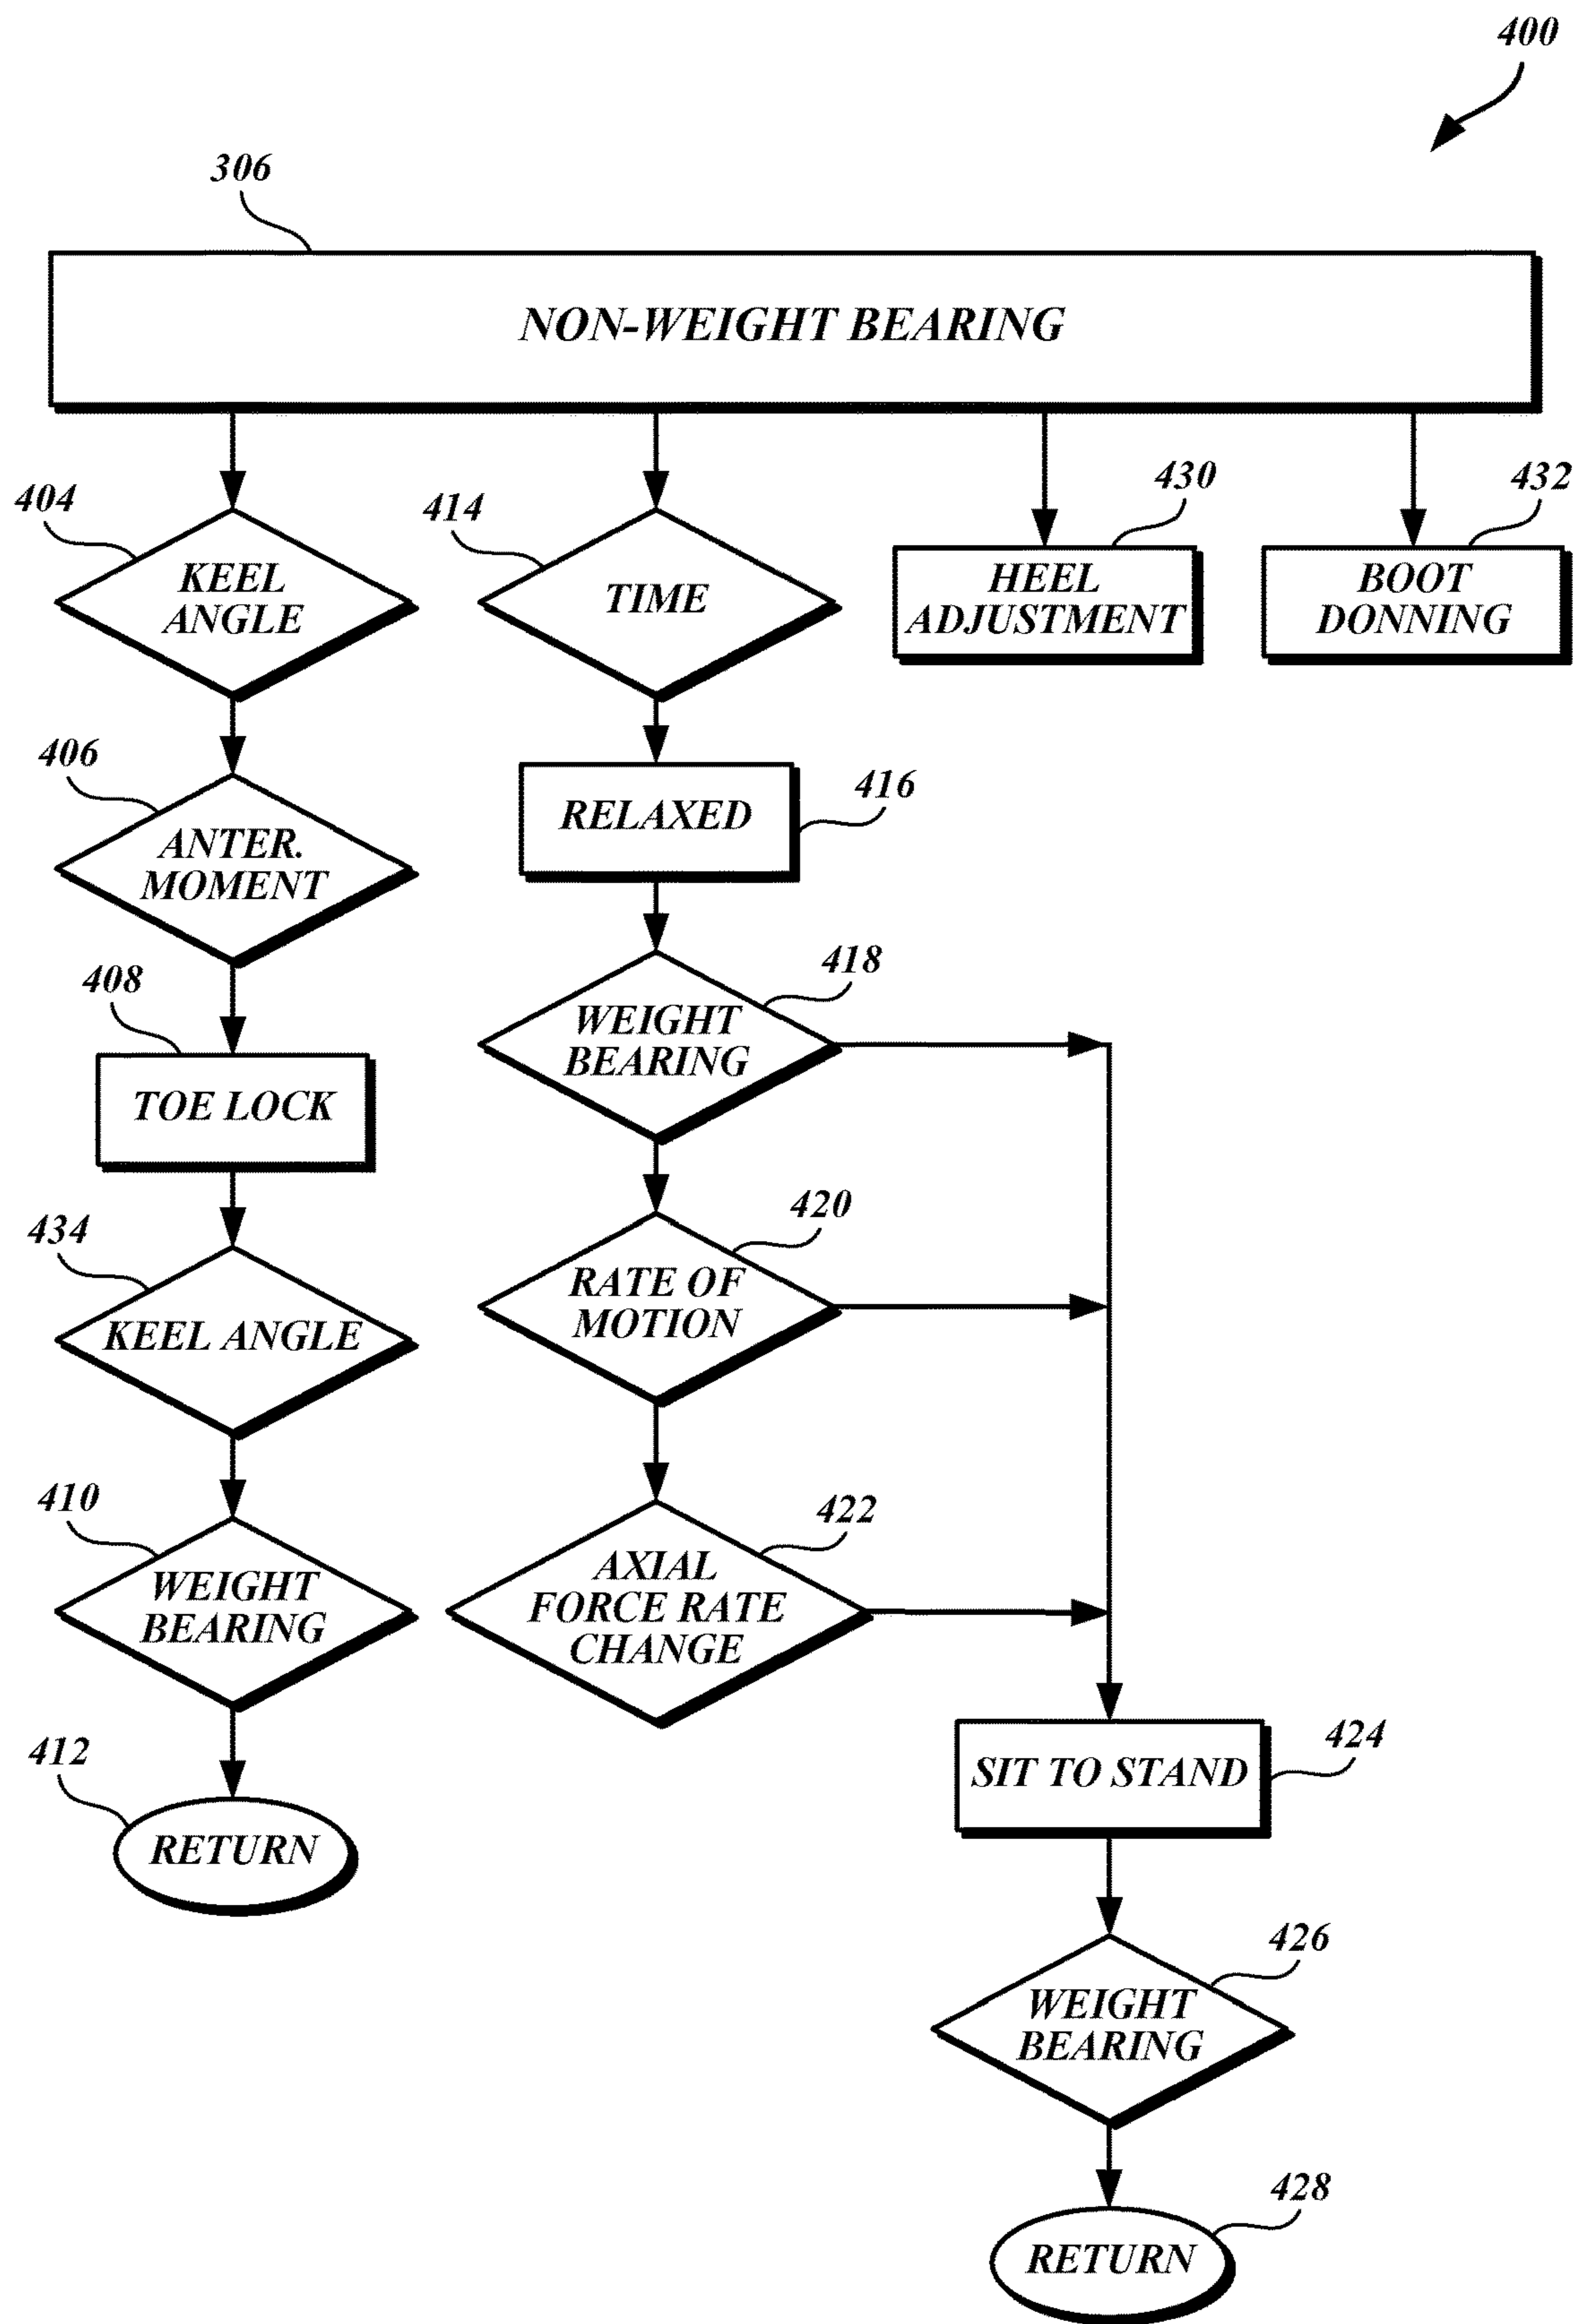 400
306
NON-WEIGHT BEARING
404
KEEL
ANGLE
406
ANTER.
MOMENT
408
TOE LOCK
434
KEEL ANGLE
410
WEIGHT
BEARING
412
RETURN
414
TIME
416
RELAXED
418
WEIGHT
BEARING
420
RATE OF
MOTION
422
AXIAL
FORCE RATE
CHANGE
424
SIT TO STAND
426
WEIGHT
BEARING
428
RETURN
430
HEEL
ADJUSTMENT
432
BOOT
DONNING